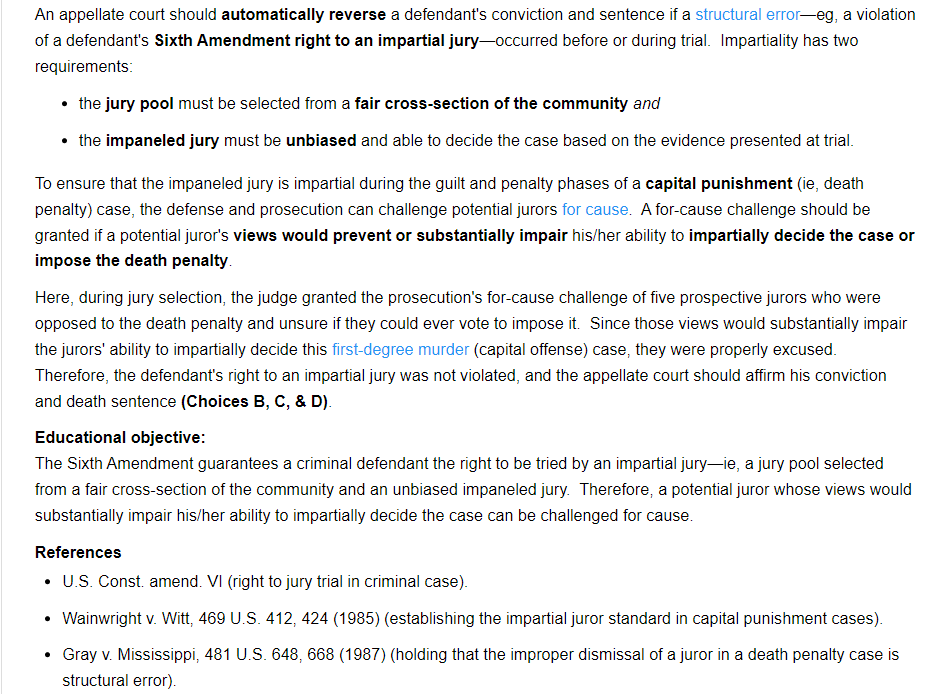 An appellate court should automatically reverse a defendant's conviction and sentence if a structural error—eg, a violation
of a defendant's Sixth Amendment right to an impartial jury—occurred before or during trial.  Impartiality has two
requirements:
• the jury pool must be selected from a fair cross-section of the community and
• the impaneled jury must be unbiased and able to decide the case based on the evidence presented at trial.
To ensure that the impaneled jury is impartial during the guilt and penalty phases of a capital punishment (ie, death
penalty) case, the defense and prosecution can challenge potential jurors for cause.  A for-cause challenge should be
granted if a potential juror's views would prevent or substantially impair his/her ability to impartially decide the case or
impose the death penalty.
Here, during jury selection, the judge granted the prosecution's for-cause challenge of five prospective jurors who were
opposed to the death penalty and unsure if they could ever vote to impose it.  Since those views would substantially impair
the jurors' ability to impartially decide this first-degree murder (capital offense) case, they were properly excused.
Therefore, the defendant's right to an impartial jury was not violated, and the appellate court should affirm his conviction
and death sentence (Choices B, C, & D).
Educational objective:
The Sixth Amendment guarantees a criminal defendant the right to be tried by an impartial jury—ie, a jury pool selected
from a fair cross-section of the community and an unbiased impaneled jury.  Therefore, a potential juror whose views would
substantially impair his/her ability to impartially decide the case can be challenged for cause.
References
• U.S. Const. amend. VI (right to jury trial in criminal case).
• Wainwright v. Witt, 469 U.S. 412, 424 (1985) (establishing the impartial juror standard in capital punishment cases).
• Gray v. Mississippi, 481 U.S. 648, 668 (1987) (holding that the improper dismissal of a juror in a death penalty case is
structural error).